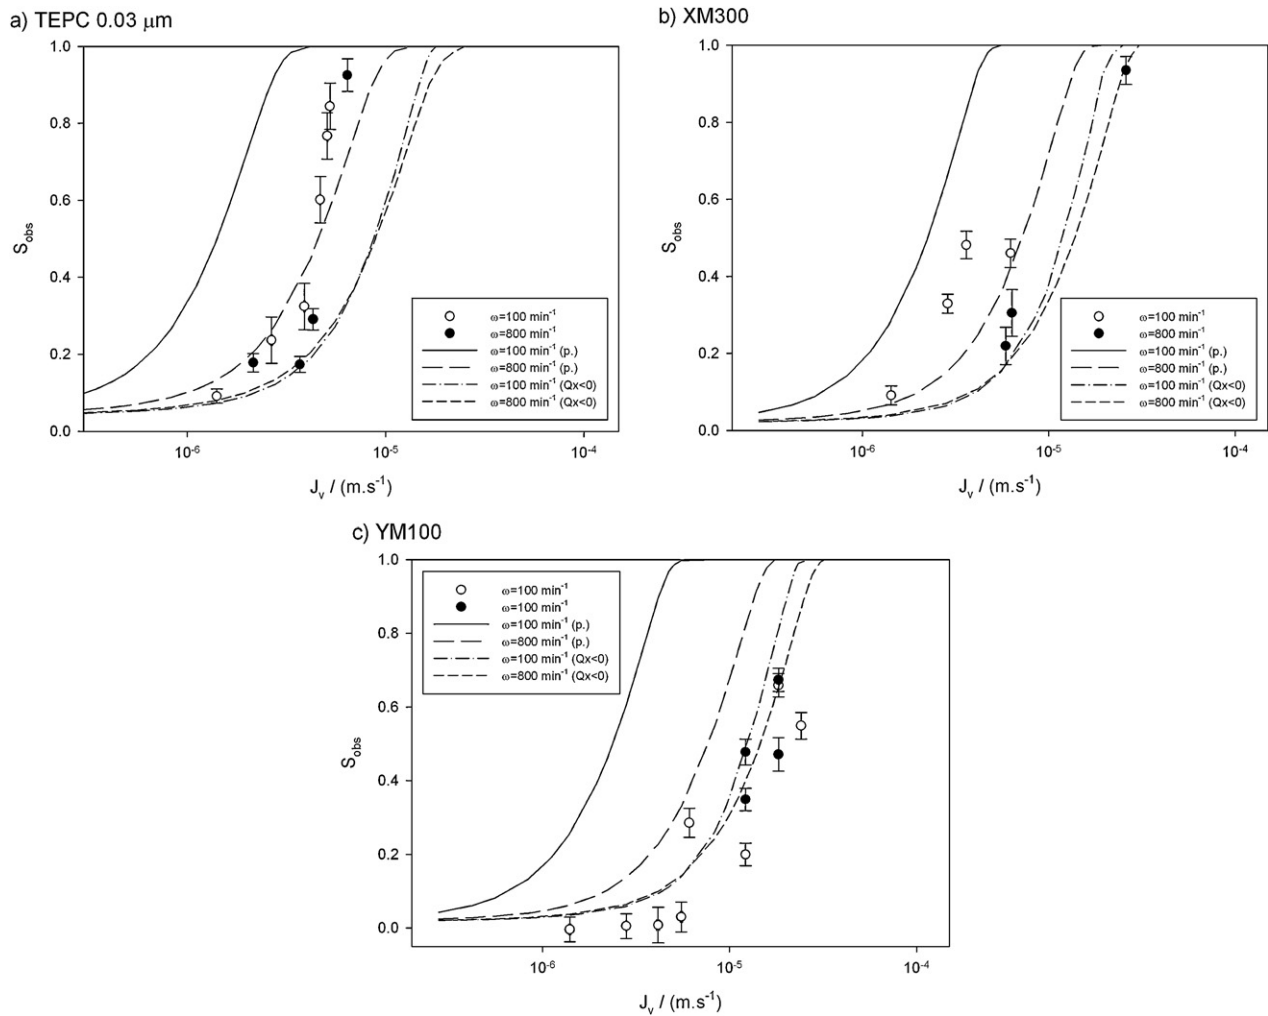 a) TEPC 0.03 μm
1.0
0.8
0.6
0.4
0.2
0.0
S_obs
10⁻⁶
10⁻⁵
10⁻⁴
J_v / (m.s⁻¹)
ω=100 min⁻¹
ω=800 min⁻¹
ω=100 min⁻¹ (p.)
ω=800 min⁻¹ (p.)
ω=100 min⁻¹ (Qx<0)
ω=800 min⁻¹ (Qx<0)
b) XM300
1.0
0.8
0.6
0.4
0.2
0.0
S_obs
10⁻⁶
10⁻⁵
10⁻⁴
J_v / (m.s⁻¹)
ω=100 min⁻¹
ω=800 min⁻¹
ω=100 min⁻¹ (p.)
ω=800 min⁻¹ (p.)
ω=100 min⁻¹ (Qx<0)
ω=800 min⁻¹ (Qx<0)
c) YM100
1.0
0.8
0.6
0.4
0.2
0.0
S_obs
ω=100 min⁻¹
ω=100 min⁻¹
ω=100 min⁻¹ (p.)
ω=800 min⁻¹ (p.)
ω=100 min⁻¹ (Qx<0)
ω=800 min⁻¹ (Qx<0)
10⁻⁶
10⁻⁵
10⁻⁴
J_v / (m.s⁻¹)